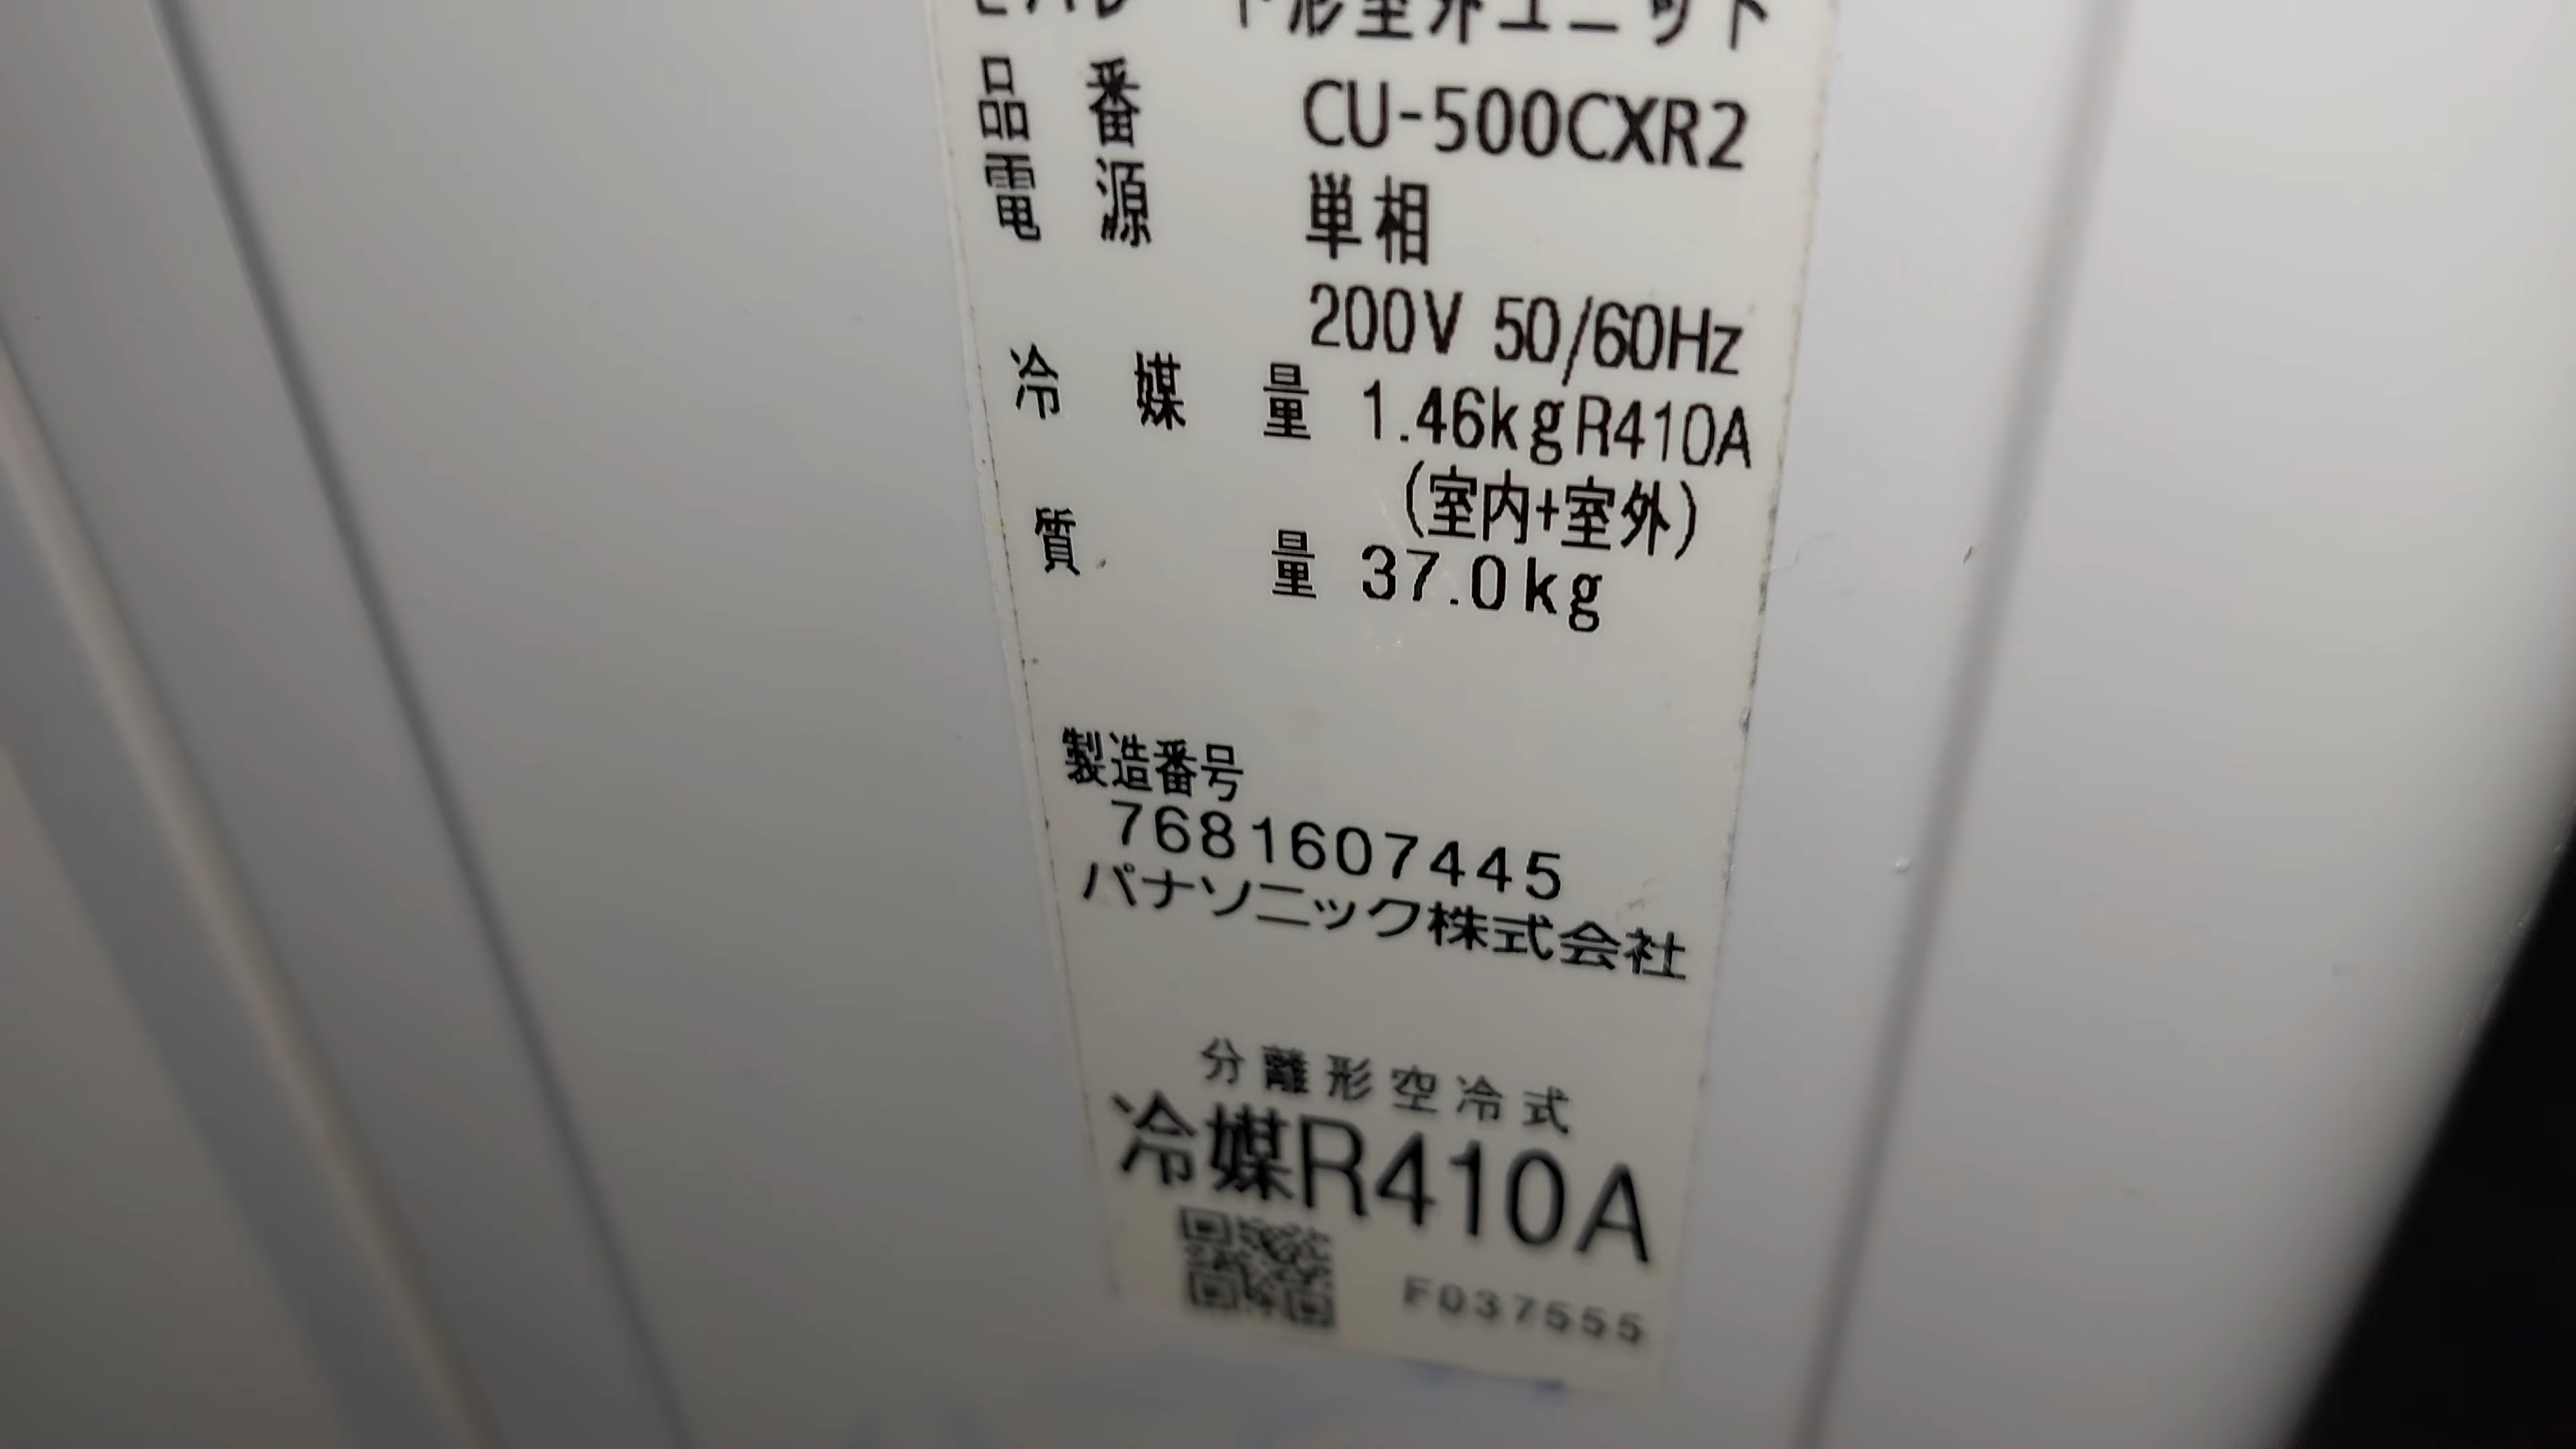 形室外ユニット
品番 CU-500CXR2
電源 単相
200V 50/60Hz
冷媒量 1.46kg R410A
(室内+室外)
質量 37.0kg
製造番号
7681607445
パナソニック株式会社
分離形空冷式
冷媒R410A
F037555